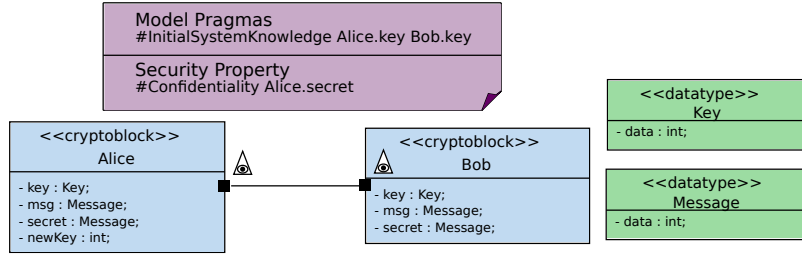 Model Pragmas
#InitialSystemKnowledge Alice.key Bob.key
Security Property
#Confidentiality Alice.secret
<<cryptoblock>>
Alice
- key : Key;
- msg : Message;
- secret : Message;
- newKey : int;
<<cryptoblock>>
Bob
- key : Key;
- msg : Message;
- secret : Message;
<<datatype>>
Key
- data : int;
<<datatype>>
Message
- data : int;